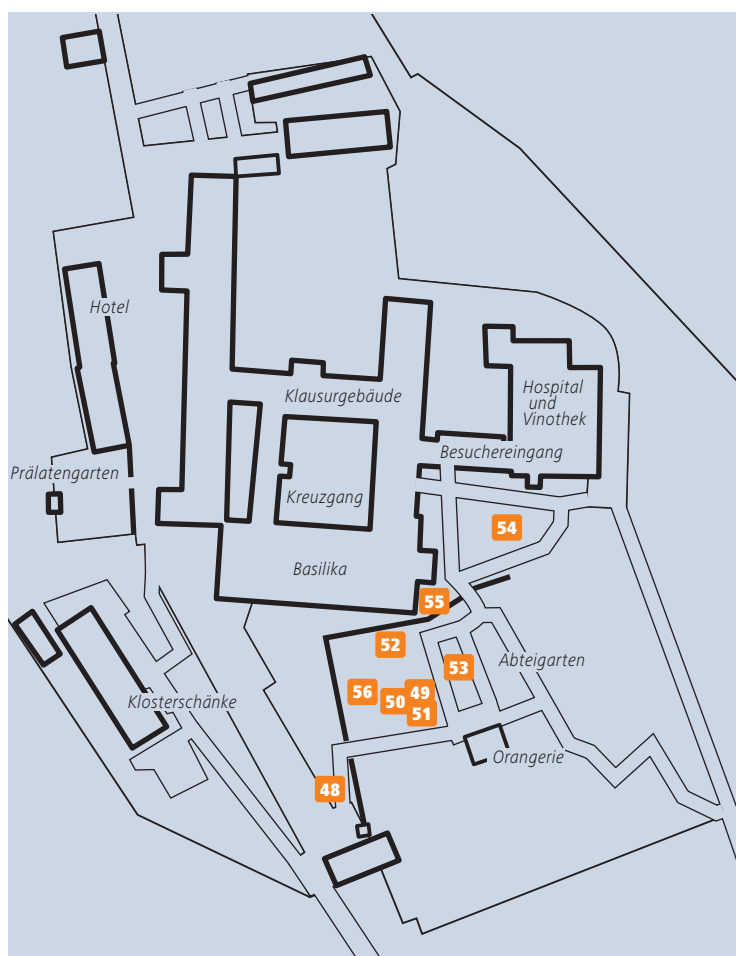 Hotel
Klausurgebäude
Hospital
und
Vinothek
Besuchereingang
Prälatengarten
Kreuzgang
54
Basilika
55
52
53
Abteigarten
56
49
50
51
Klosterschänke
Orangerie
48